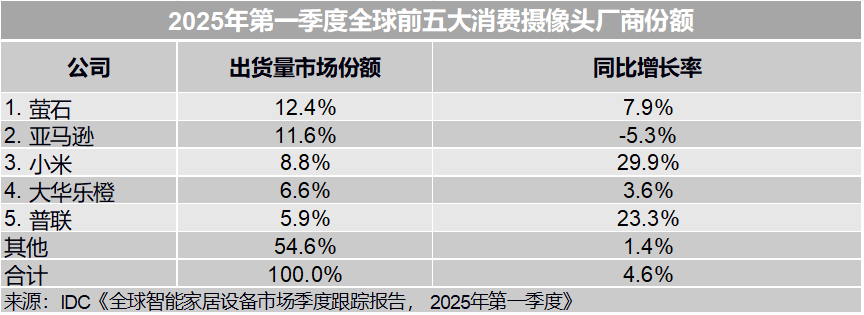 2025年第一季度全球前五大消费摄像头厂商份额
公司 出货量市场份额 同比增长率
1. 萤石 12.4% 7.9%
2. 亚马逊 11.6% -5.3%
3. 小米 8.8% 29.9%
4. 大华乐橙 6.6% 3.6%
5. 普联 5.9% 23.3%
其他 54.6% 1.4%
合计 100.0% 4.6%
来源：IDC《全球智能家居设备市场季度跟踪报告， 2025年第一季度》